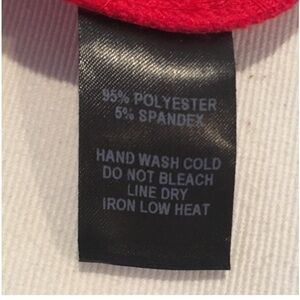 95% POLYESTER
5% SPANDEX
HAND WASH COLD
DO NOT BLEACH
LINE DRY
IRON LOW HEAT